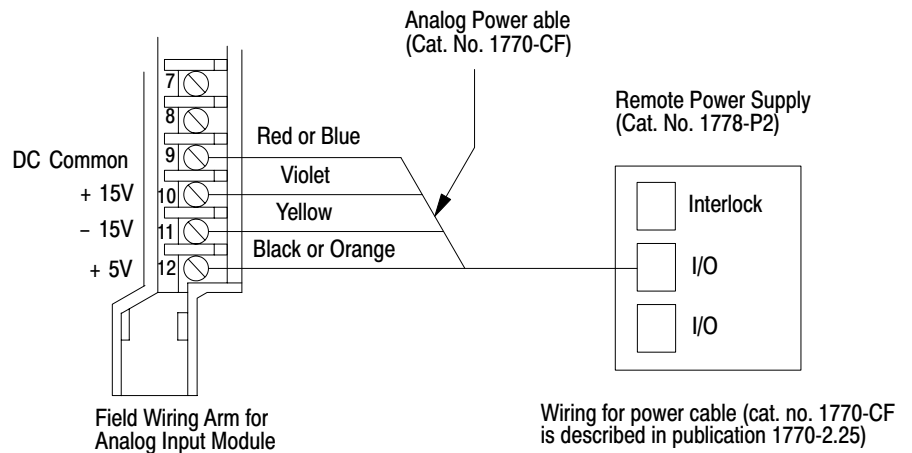 Analog Power able
(Cat. No. 1770-CF)
Remote Power Supply
(Cat. No. 1778-P2)
7
8
DC Common 9 Red or Blue
+ 15V 10 Violet
- 15V 11 Yellow
+ 5V 12 Black or Orange
Interlock
I/O
I/O
Field Wiring Arm for
Analog Input Module
Wiring for power cable (cat. no. 1770-CF
is described in publication 1770-2.25)